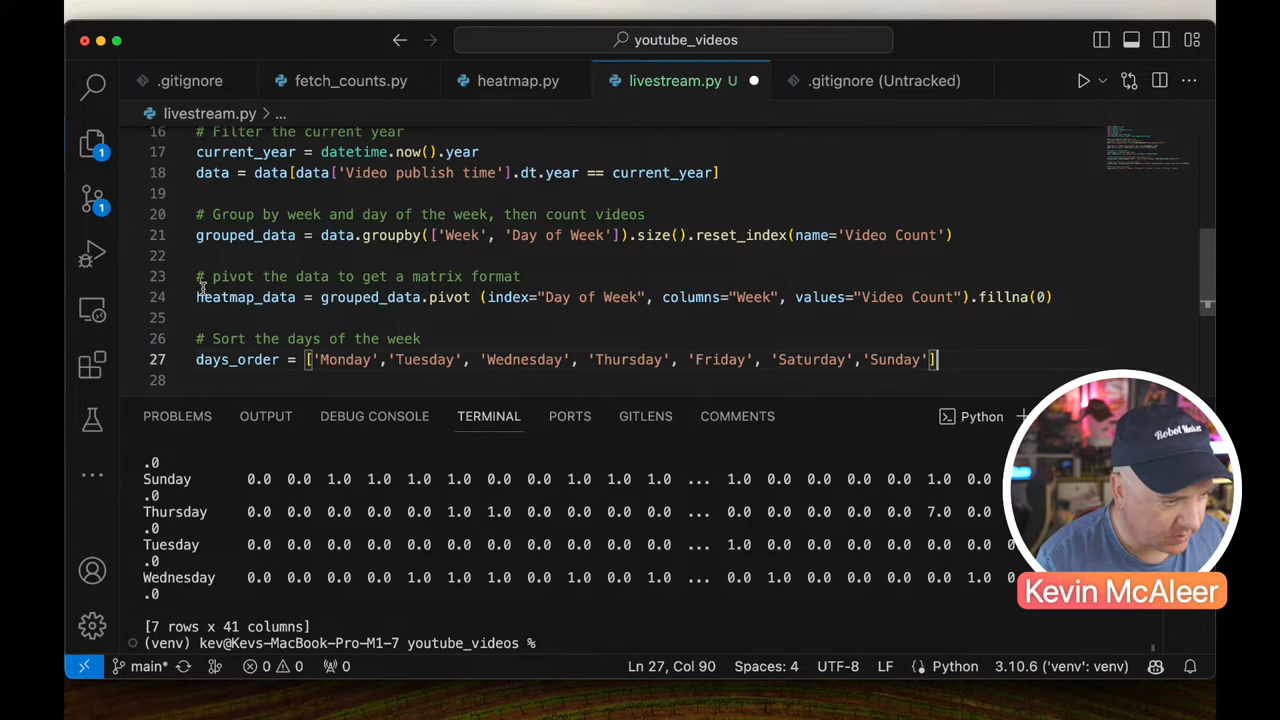 youtube_videos
.gitignore
fetch_counts.py
heatmap.py
livestream.py U
.gitignore (Untracked)
livestream.py > ...
16 # Filter the current year
17 current_year = datetime.now().year
18 data = data[data['Video publish time'].dt.year == current_year]
19
20 # Group by week and day of the week, then count videos
21 grouped_data = data.groupby(['Week', 'Day of Week']).size().reset_index(name='Video Count')
22
23 # pivot the data to get a matrix format
24 heatmap_data = grouped_data.pivot (index="Day of Week", columns="Week", values="Video Count").fillna(0)
25
26 # Sort the days of the week
27 days_order = ['Monday','Tuesday', 'Wednesday', 'Thursday', 'Friday', 'Saturday','Sunday']
28
1
1
PROBLEMS OUTPUT DEBUG CONSOLE TERMINAL PORTS GITLENS COMMENTS Python
.0
Sunday 0.0 0.0 1.0 1.0 1.0 1.0 0.0 0.0 1.0 1.0 1.0 ... 1.0 0.0 0.0 0.0 0.0 1.0 0.0
.0
Thursday 0.0 0.0 0.0 0.0 1.0 1.0 0.0 0.0 0.0 0.0 0.0 ... 0.0 0.0 0.0 0.0 0.0 7.0 0.0
.0
Tuesday 0.0 0.0 0.0 0.0 0.0 0.0 0.0 0.0 0.0 0.0 0.0 ... 1.0 0.0 0.0 0.0 0.0 0.0 0.0
.0
Wednesday 0.0 0.0 0.0 0.0 1.0 0.0 1.0 0.0 1.0 0.0 1.0 ... 0.0 1.0 0.0 0.0 0.0 0.0 1.0 0.0
.0
[7 rows x 41 columns]
(venv) kev@Kevs-MacBook-Pro-M1-7 youtube_videos %
Robot Maker
Kevin McAleer
main* 0 0 0 Ln 27, Col 90 Spaces: 4 UTF-8 LF Python 3.10.6 ('venv': venv)